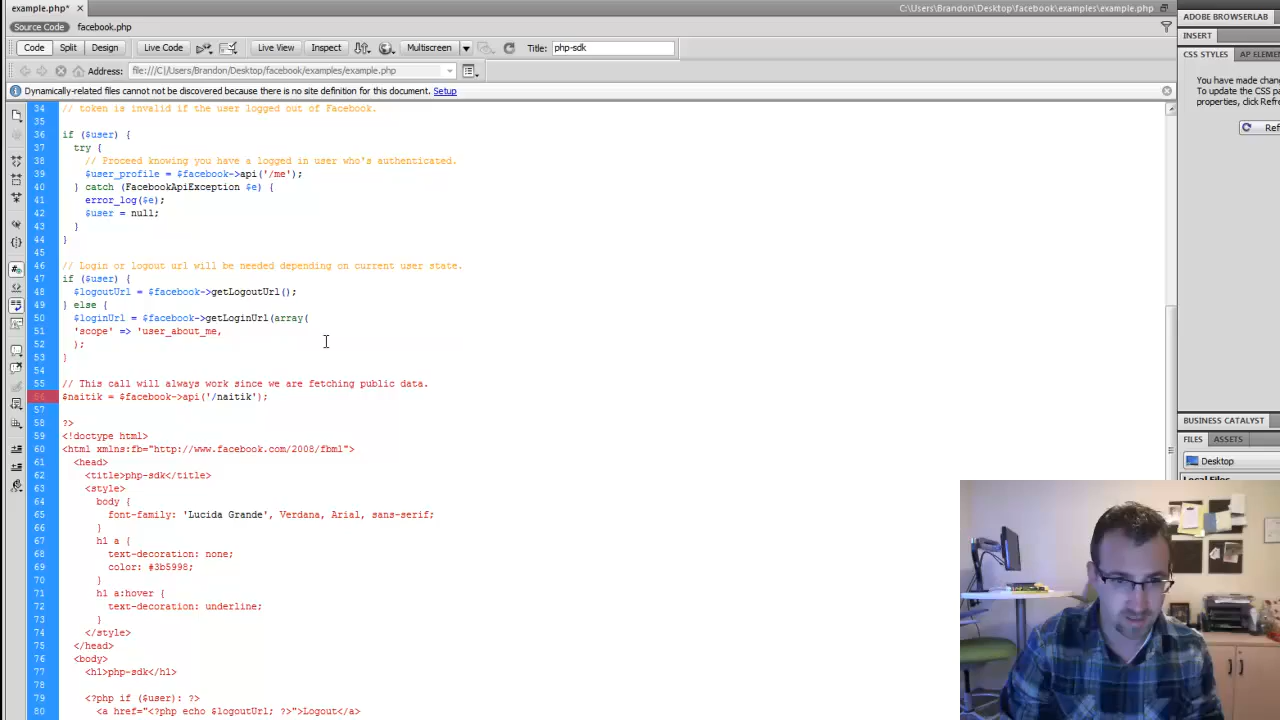 example.php*
C:\Users\Brandon\Desktop\facebook\examples\example.php
ADOBE BROWSERLAB
Source Code facebook.php
INSERT
Code Split Design Live Code Live View Inspect Multiscreen Title: php-sdk
CSS STYLES AP ELEMEN
Address: file:///C|/Users/Brandon/Desktop/facebook/examples/example.php
You have made chang
To update the CSS pa
properties, click Refre
Dynamically-related files cannot not be discovered because there is no site definition for this document. Setup
Ref
34 // token is invalid if the user logged out of Facebook.
35
36 if ($user) {
37 try {
38 // Proceed knowing you have a logged in user who's authenticated.
39 $user_profile = $facebook->api('/me');
40 } catch (FacebookApiException $e) {
41 error_log($e);
42 $user = null;
43 }
44 }
45
46 // Login or logout url will be needed depending on current user state.
47 if ($user) {
48 $logoutUrl = $facebook->getLogoutUrl();
49 } else {
50 $loginUrl = $facebook->getLoginUrl(array(
51 'scope' => 'user_about_me,
52 );
53 }
54
55 // This call will always work since we are fetching public data.
56 $naitik = $facebook->api('/naitik');
57
58 ?>
59 <!doctype html>
60 <html xmlns:fb="http://www.facebook.com/2008/fbml">
61 <head>
62 <title>php-sdk</title>
63 <style>
64 body {
65 font-family: 'Lucida Grande', Verdana, Arial, sans-serif;
66 }
67 h1 a {
68 text-decoration: none;
69 color: #3b5998;
70 }
71 h1 a:hover {
72 text-decoration: underline;
73 }
74 </style>
75 </head>
76 <body>
77 <h1>php-sdk</h1>
78
79 <?php if ($user): ?>
80 <a href="<?php echo $logoutUrl; ?>">Logout</a>
BUSINESS CATALYST
FILES ASSETS
Desktop
Local Files